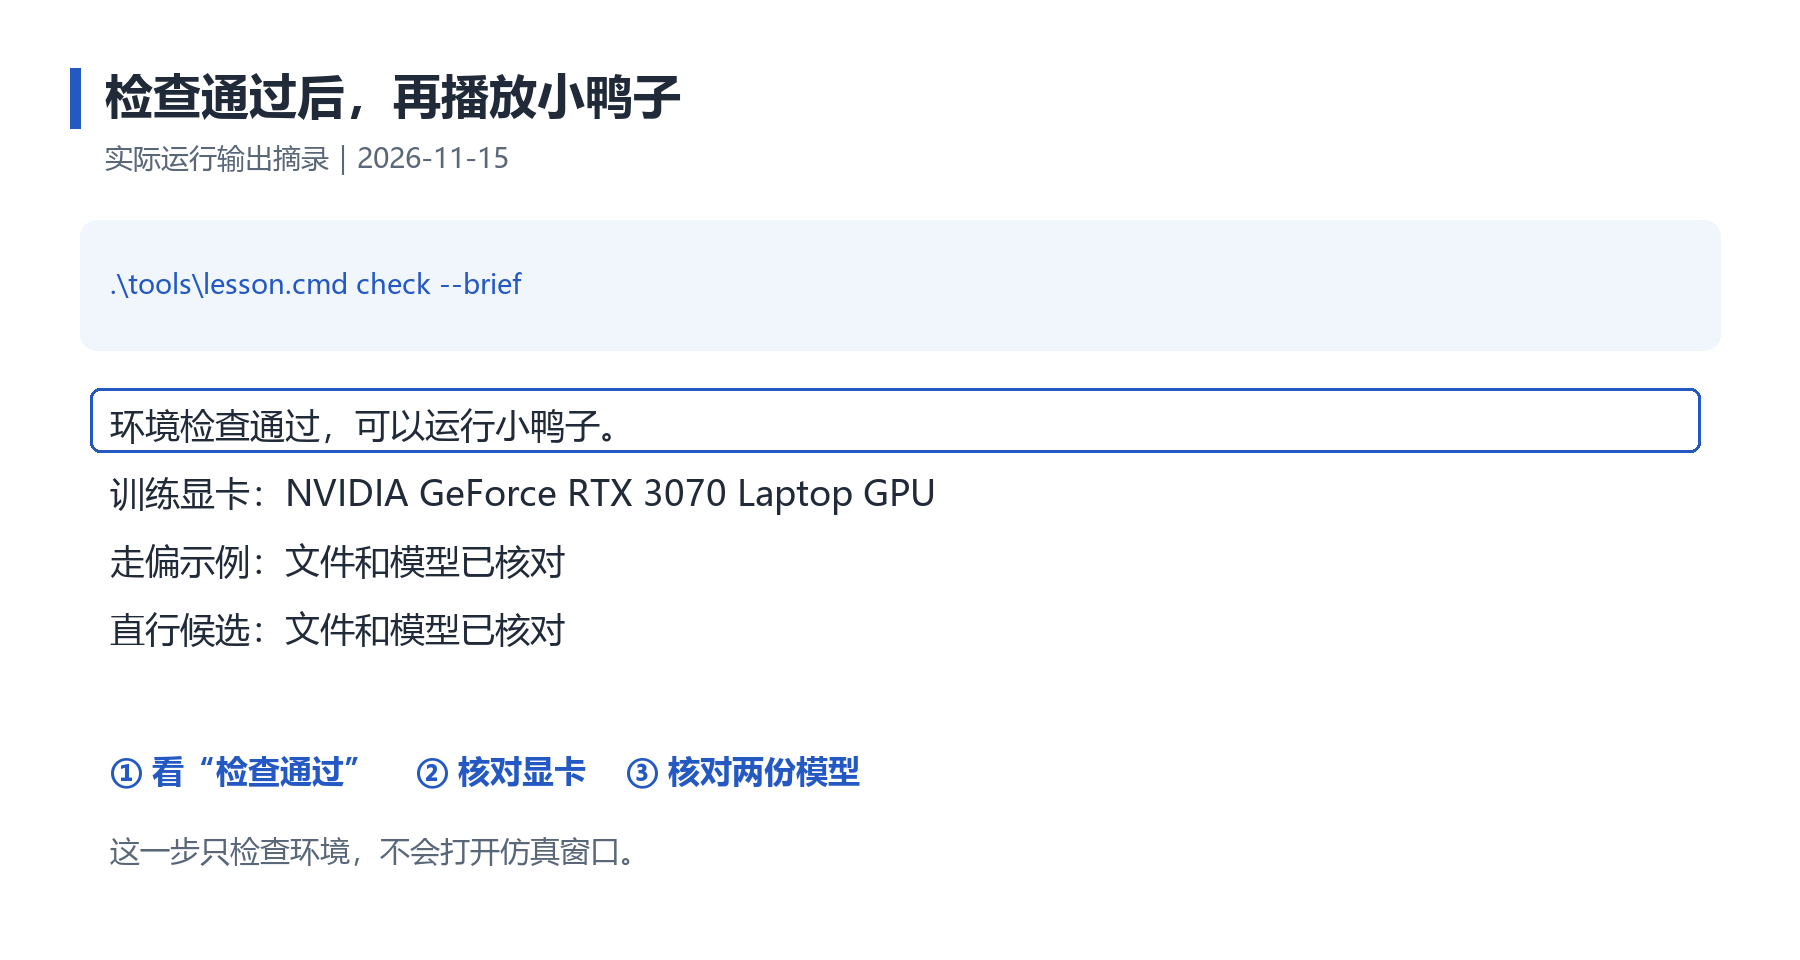 检查通过后，再播放小鸭子
实际运行输出摘录｜2026-11-15
.\tools\lesson.cmd check --brief
环境检查通过，可以运行小鸭子。
训练显卡：NVIDIA GeForce RTX 3070 Laptop GPU
走偏示例：文件和模型已核对
直行候选：文件和模型已核对
① 看“检查通过” ② 核对显卡 ③ 核对两份模型
这一步只检查环境，不会打开仿真窗口。